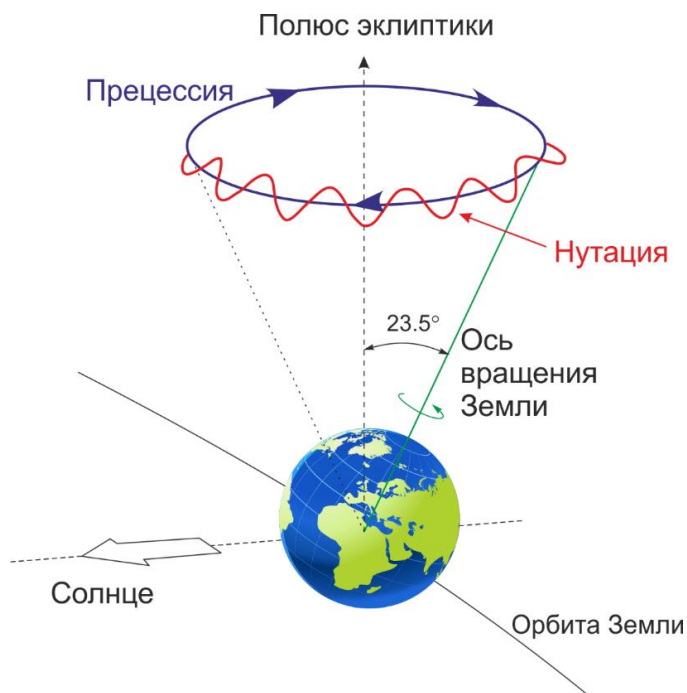 Полюс эклиптики
Прецессия
Нутация
23.5°
Ось
вращения
Земли
Солнце
Орбита Земли